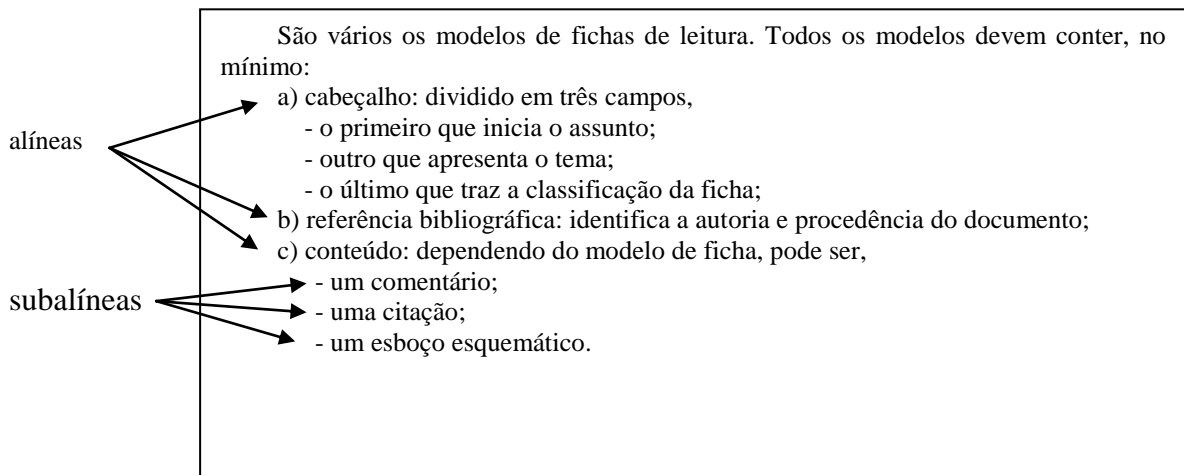 São vários os modelos de fichas de leitura. Todos os modelos devem conter, no
mínimo:
a) cabeçalho: dividido em três campos,
- o primeiro que inicia o assunto;
alíneas
- outro que apresenta o tema;
- o último que traz a classificação da ficha;
b) referência bibliográfica: identifica a autoria e procedência do documento;
c) conteúdo: dependendo do modelo de ficha, pode ser,
- um comentário;
subalíneas
- uma citação;
- um esboço esquemático.